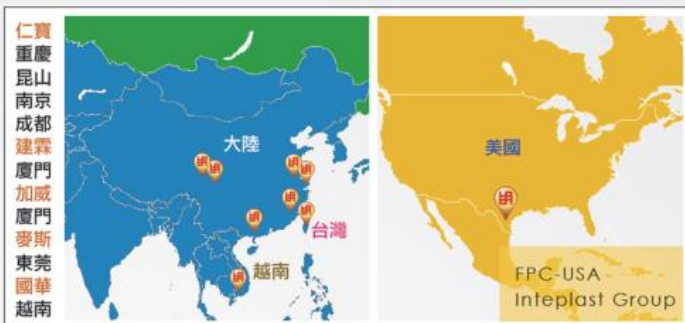 仁寶
重慶
昆山
南京
成都
建霖
廈門
加威
廈門
麥斯
東莞
國華
越南
大陸
台灣
越南
美國
FPC-USA
Inteplast Group